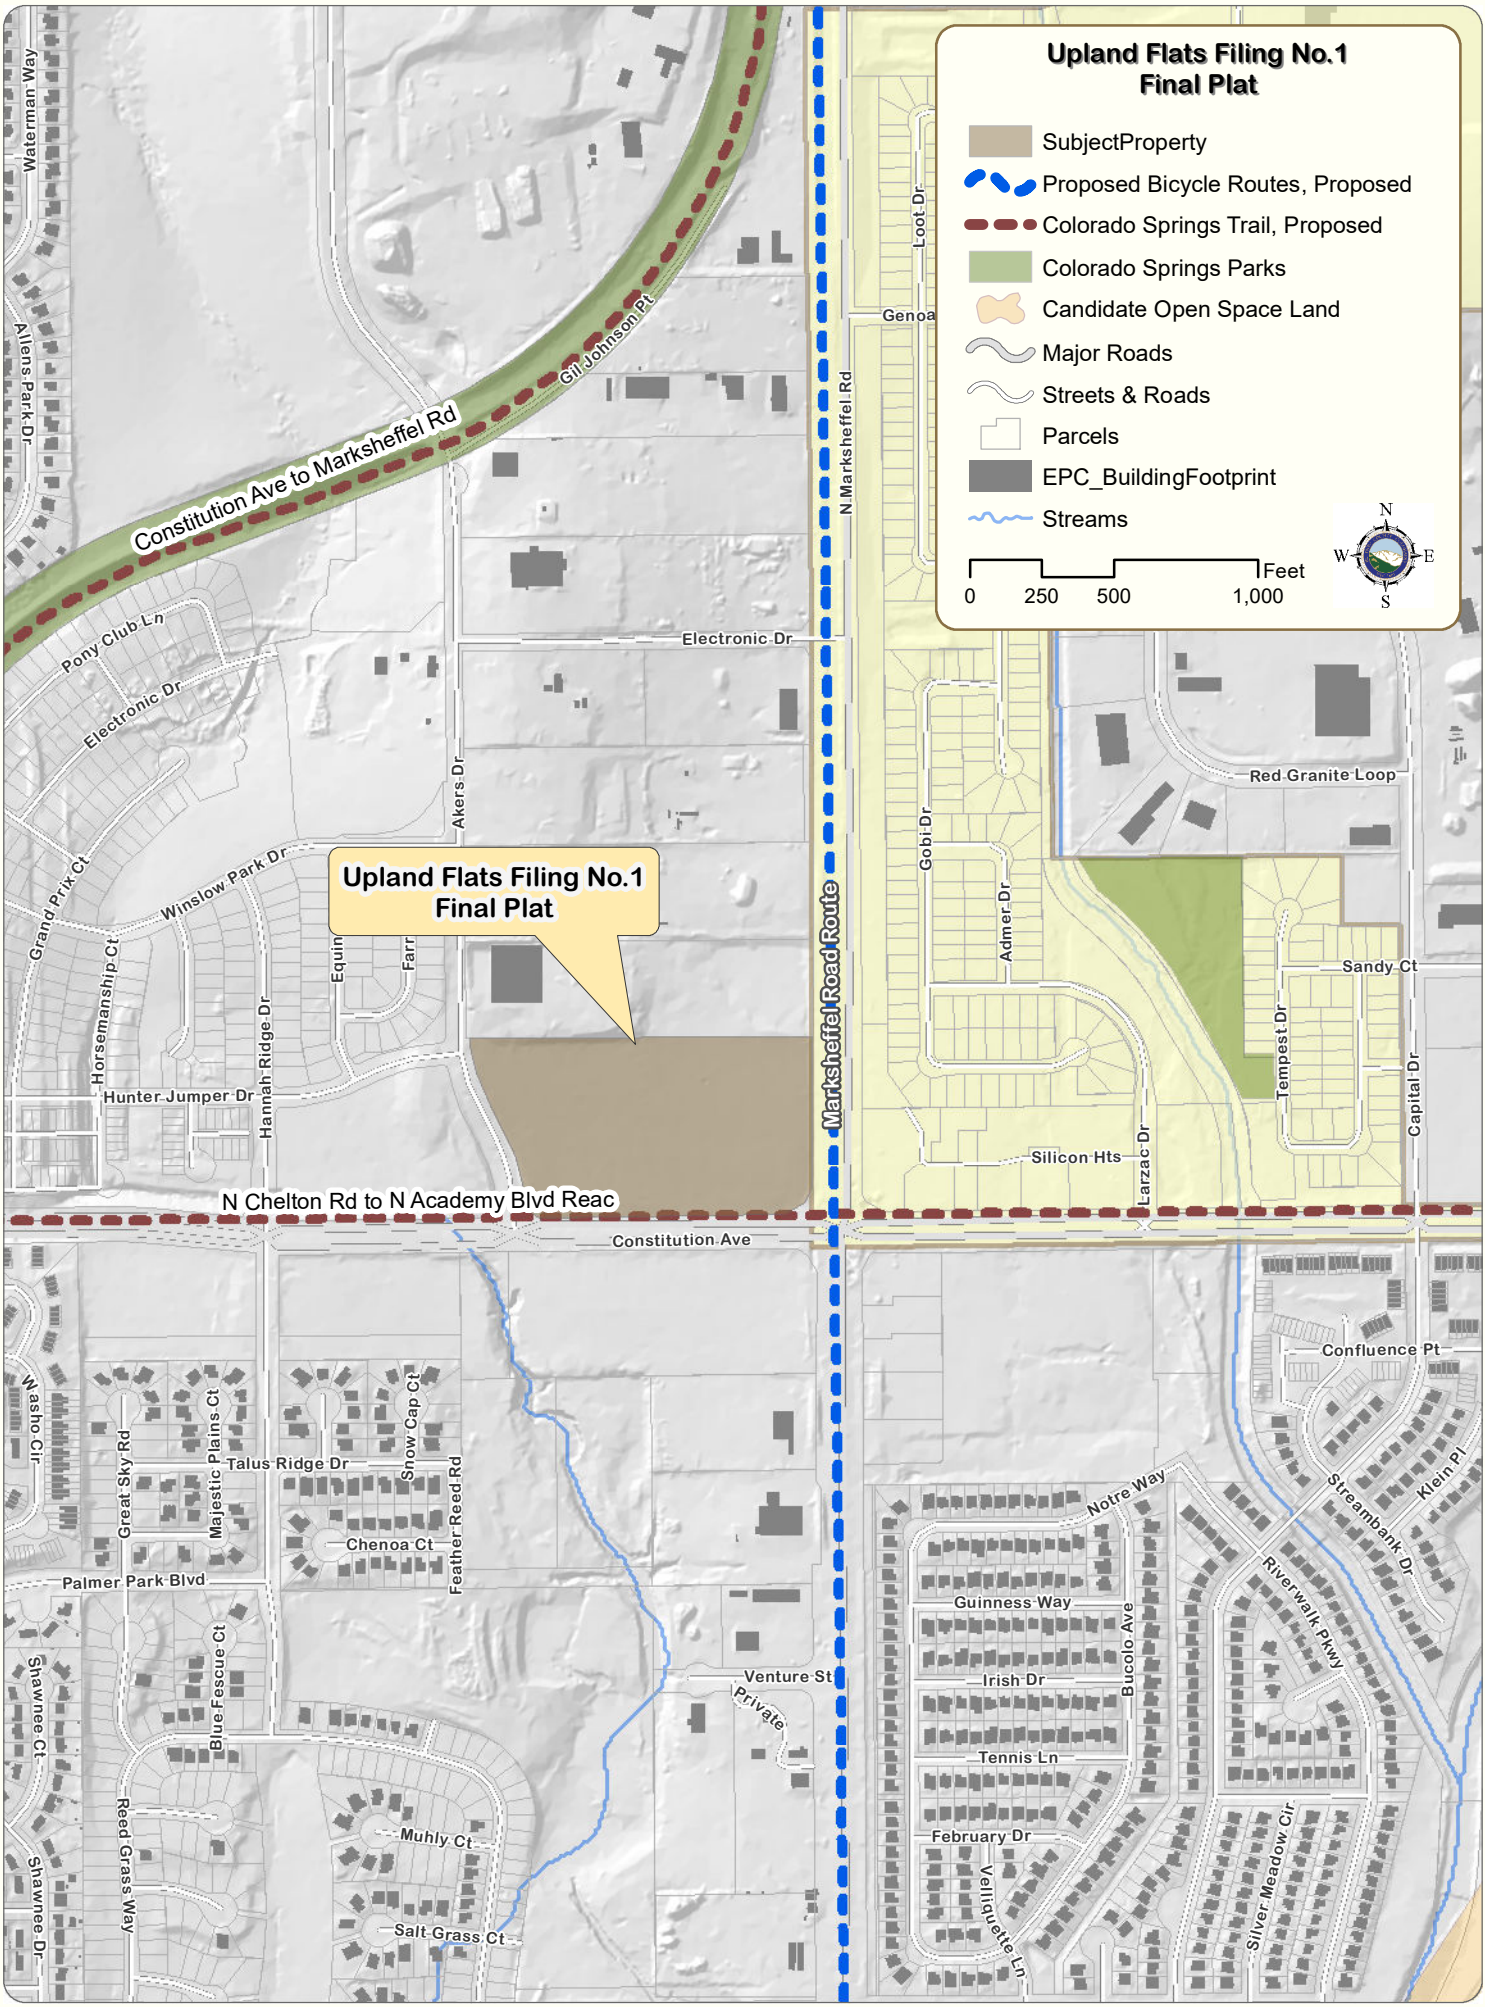 Upland Flats Filing No.1
Final Plat
SubjectProperty
Proposed Bicycle Routes, Proposed
Colorado Springs Trail, Proposed
Colorado Springs Parks
Candidate Open Space Land
Major Roads
Streets & Roads
Parcels
EPC_BuildingFootprint
Streams
Feet
0 250 500 1,000
N
W E
S
Waterman Way
Allens Park Dr
Loot Dr
Genoa
Gil Johnson Pt
N Marksheffel Rd
Constitution Ave to Marksheffel Rd
Pony Club Ln
Electronic Dr
Electronic Dr
Akers Dr
Red Granite Loop
Gobi Dr
Grand Prix Ct
Winslow Park Dr
Upland Flats Filing No.1
Final Plat
Admer Dr
Marksheffel Road Route
Equin
Farr
Horsemanship Ct
Hannah Ridge Dr
Sandy Ct
Tempest Dr
Capital Dr
Hunter Jumper Dr
Silicon Hts
Larzac Dr
N Chelton Rd to N Academy Blvd Reac
Constitution Ave
Confluence Pt
Washo Cir
Great Sky Rd
Majestic Plains Ct
Snow Cap Ct
Talus Ridge Dr
Feather Reed Rd
Chenoa Ct
Palmer Park Blvd
Notre Way
Streambank Dr
Klein Pl
Riverwalk Pkwy
Guinness Way
Bucolo Ave
Irish Dr
Tennis Ln
Shawnee Ct
Blue Fescue Ct
Venture St
Private
Reed Grass Way
Muhly Ct
February Dr
Velliquette Ln
Silver Meadow Cir
Shawnee Dr
Salt Grass Ct